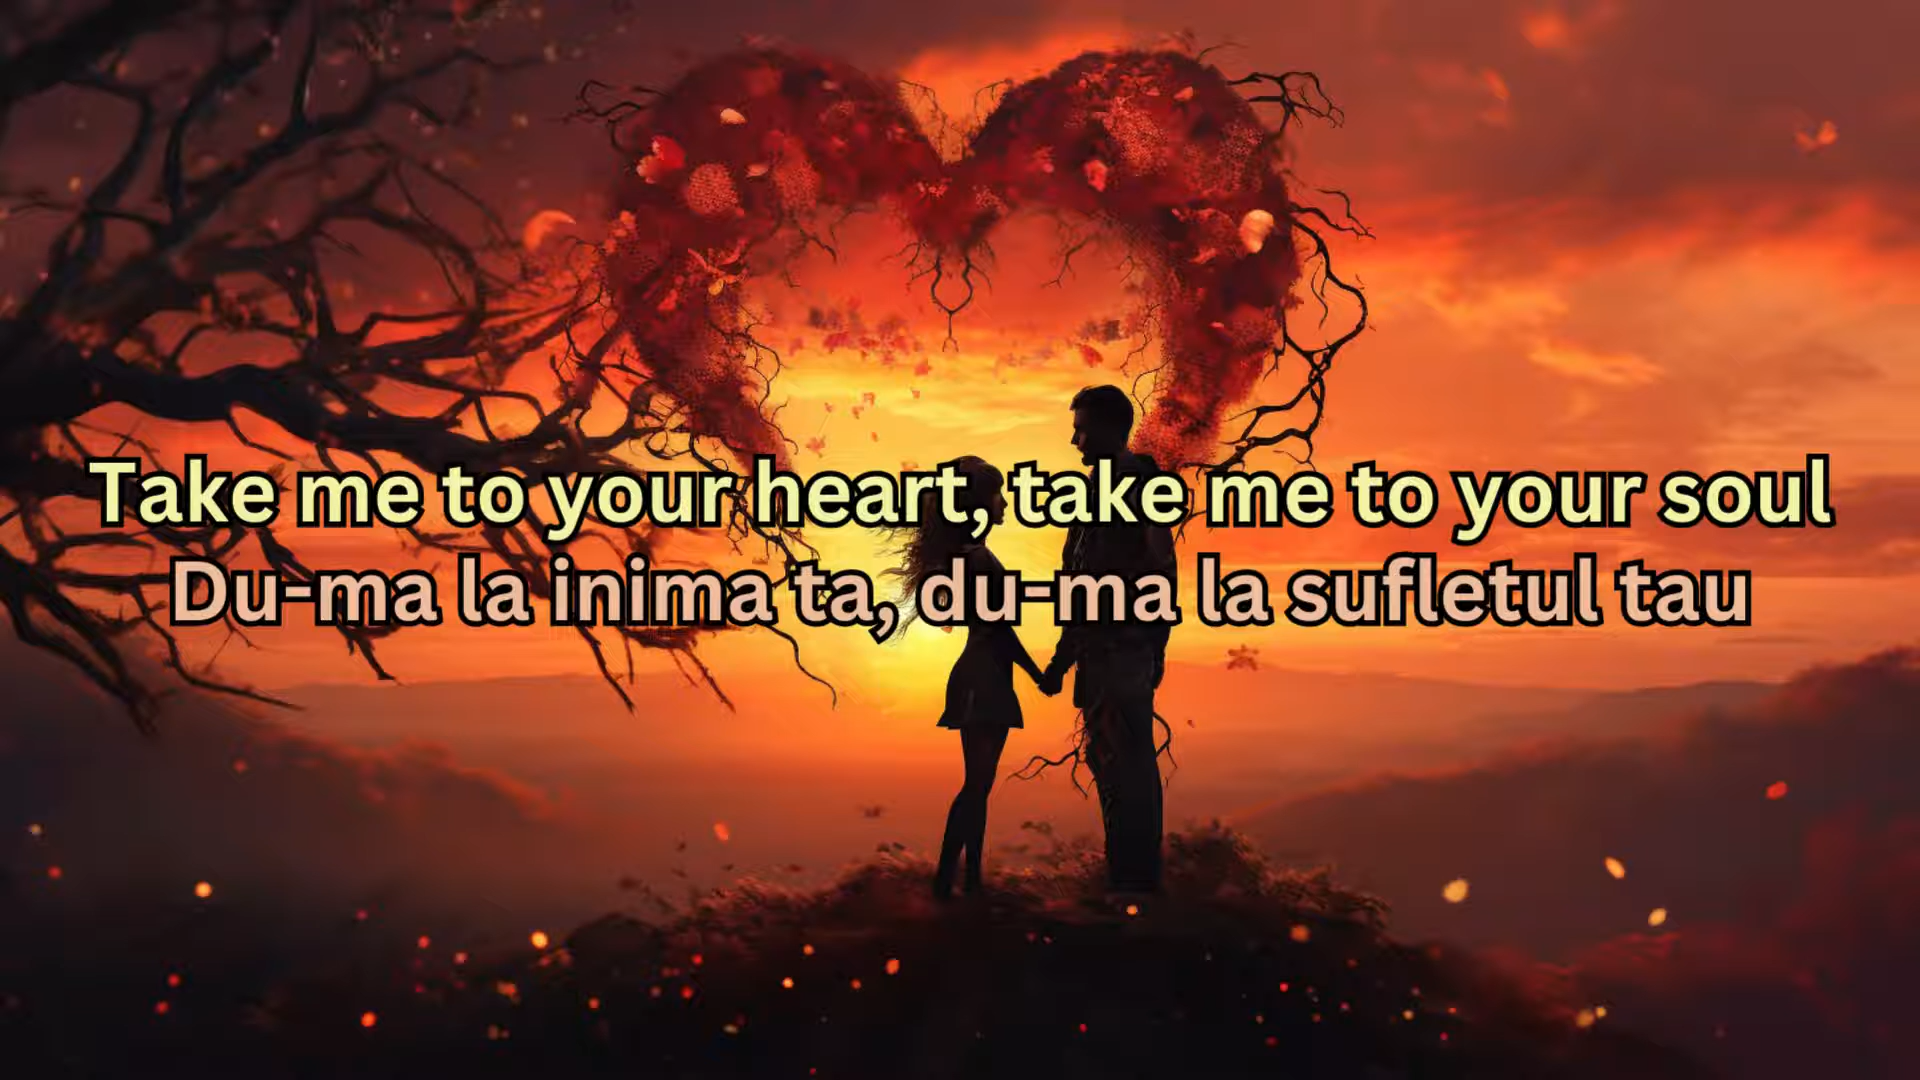 Take me to your heart, take me to your soul
Du-ma la inima ta, du-ma la sufletul tau